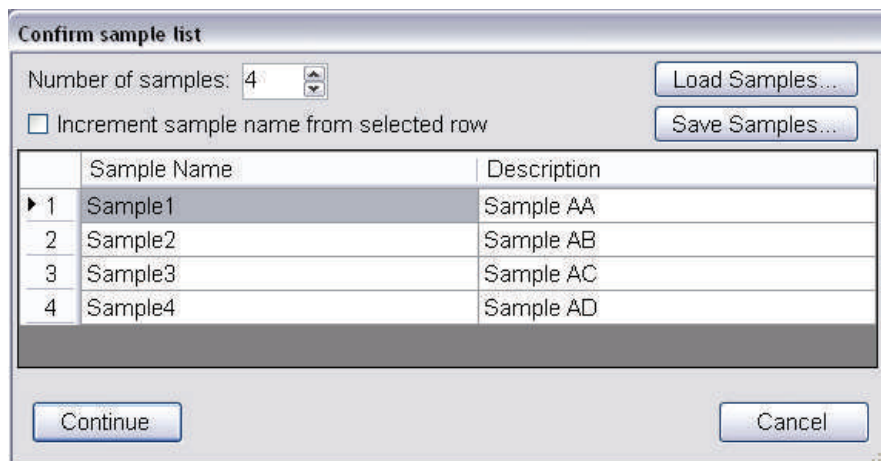 Confirm sample list
Number of samples: 4
Load Samples...
Increment sample name from selected row
Save Samples...
Sample Name Description
1 Sample1 Sample AA
2 Sample2 Sample AB
3 Sample3 Sample AC
4 Sample4 Sample AD
Continue Cancel